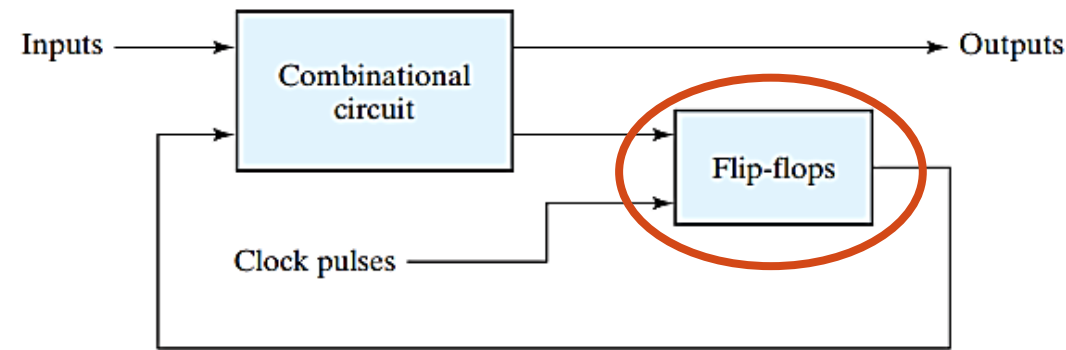 Inputs
Outputs
Combinational
circuit
Flip-flops
Clock pulses